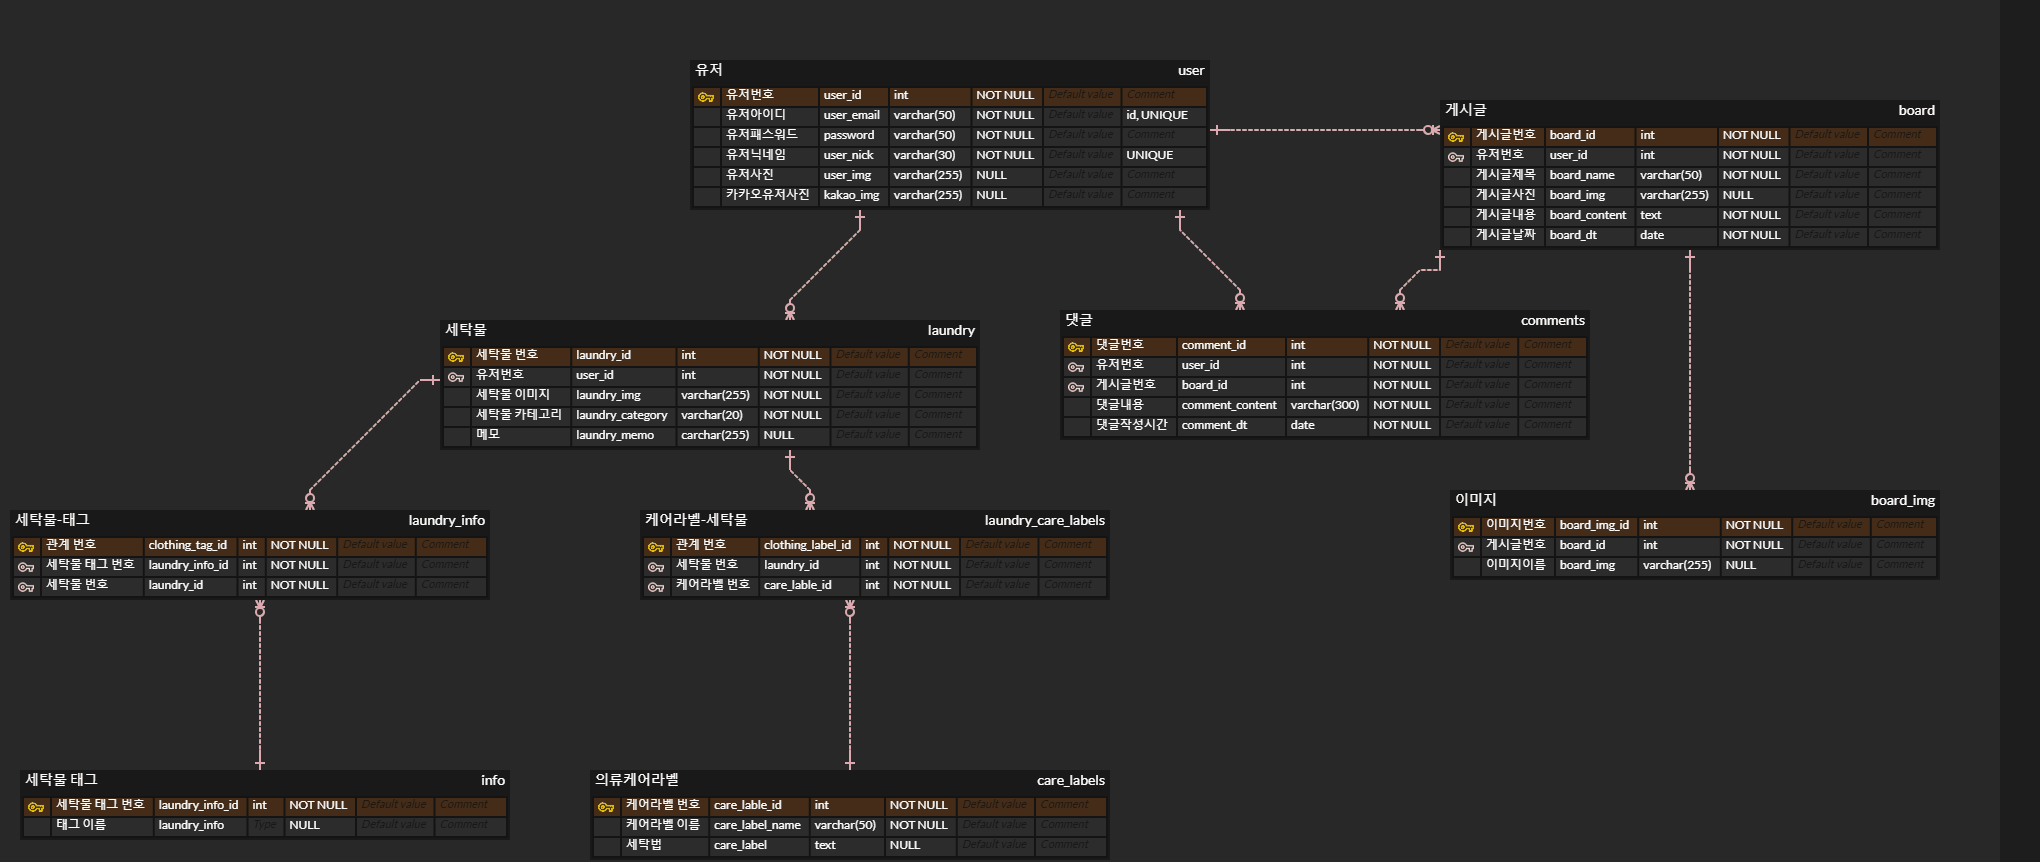 유저 user
유저번호 user_id int NOT NULL Default value Comment
유저아이디 user_email varchar(50) NOT NULL Default value id, UNIQUE
유저패스워드 password varchar(50) NOT NULL Default value Comment
유저닉네임 user_nick varchar(30) NOT NULL Default value UNIQUE
유저사진 user_img varchar(255) NULL Default value Comment
카카오유저사진 kakao_img varchar(255) NULL Default value Comment
게시글 board
게시글번호 board_id int NOT NULL Default value Comment
유저번호 user_id int NOT NULL Default value Comment
게시글제목 board_name varchar(50) NOT NULL Default value Comment
게시글사진 board_img varchar(255) NULL Default value Comment
게시글내용 board_content text NOT NULL Default value Comment
게시글날짜 board_dt date NOT NULL Default value Comment
세탁물 laundry
세탁물 번호 laundry_id int NOT NULL Default value Comment
유저번호 user_id int NOT NULL Default value Comment
세탁물 이미지 laundry_img varchar(255) NOT NULL Default value Comment
세탁물 카테고리 laundry_category varchar(20) NOT NULL Default value Comment
메모 laundry_memo carchar(255) NULL Default value Comment
댓글 comments
댓글번호 comment_id int NOT NULL Default value Comment
유저번호 user_id int NOT NULL Default value Comment
게시글번호 board_id int NOT NULL Default value Comment
댓글내용 comment_content varchar(300) NOT NULL Default value Comment
댓글작성시간 comment_dt date NOT NULL Default value Comment
세탁물-태그 laundry_info
관계 번호 clothing_tag_id int NOT NULL Default value Comment
세탁물 태그 번호 laundry_info_id int NOT NULL Default value Comment
세탁물 번호 laundry_id int NOT NULL Default value Comment
케어라벨-세탁물 laundry_care_labels
관계 번호 clothing_label_id int NOT NULL Default value Comment
세탁물 번호 laundry_id int NOT NULL Default value Comment
케어라벨 번호 care_lable_id int NOT NULL Default value Comment
이미지 board_img
이미지번호 board_img_id int NOT NULL Default value Comment
게시글번호 board_id int NOT NULL Default value Comment
이미지이름 board_img varchar(255) NULL Default value Comment
세탁물 태그 info
세탁물 태그 번호 laundry_info_id int NOT NULL Default value Comment
태그 이름 laundry_info Type NULL Default value Comment
의류케어라벨 care_labels
케어라벨 번호 care_lable_id int NOT NULL Default value Comment
케어라벨 이름 care_label_name varchar(50) NOT NULL Default value Comment
세탁법 care_label text NULL Default value Comment